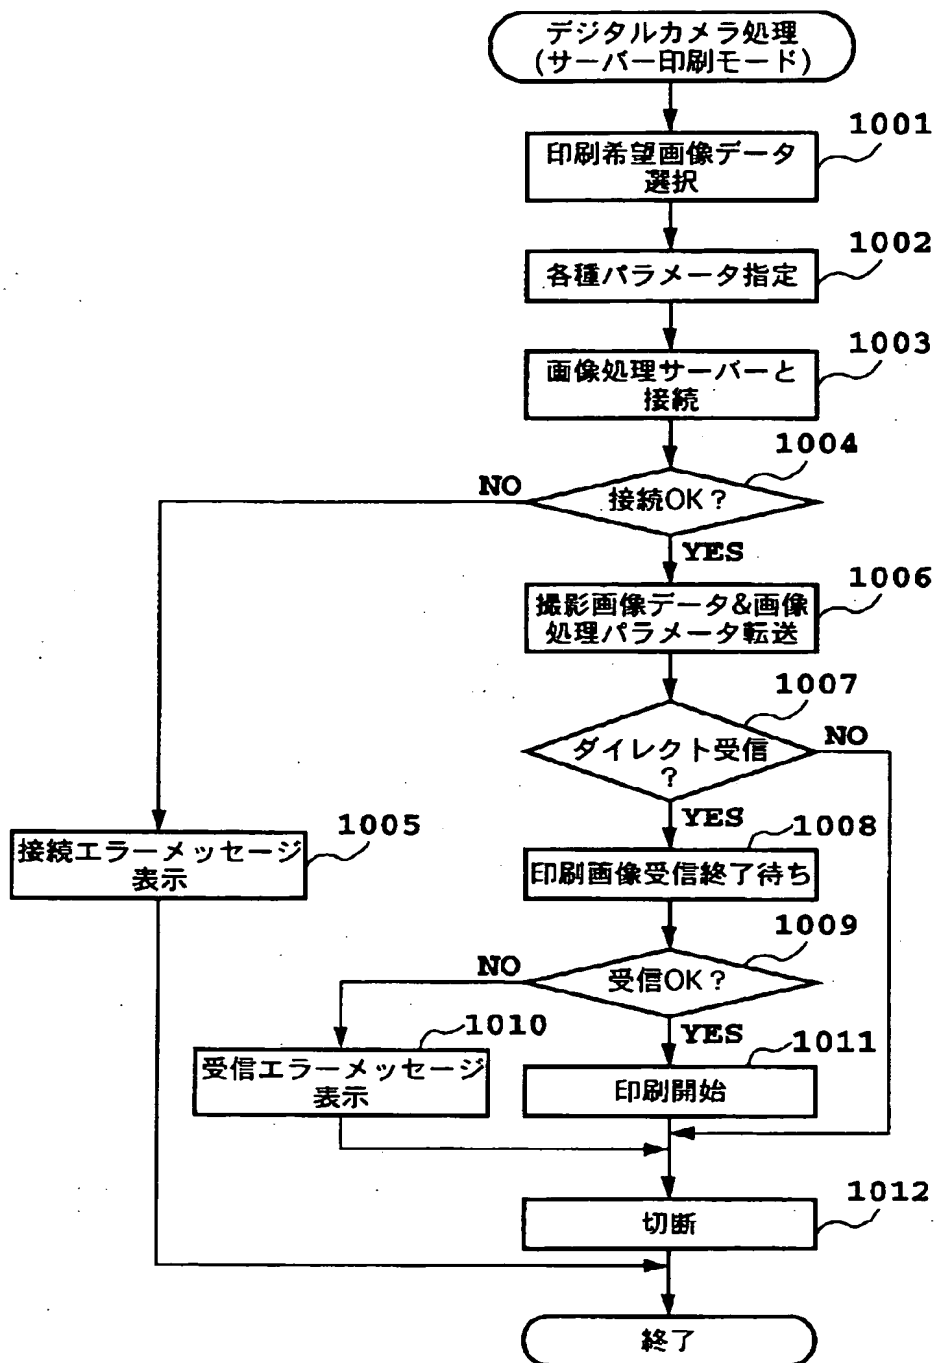 デジタルカメラ処理
(サーバー印刷モード)
1001
印刷希望画像データ
選択
1002
各種パラメータ指定
1003
画像処理サーバーと
接続
1004
NO
接続OK?
YES
1006
撮影画像データ&画像
処理パラメータ転送
1007
ダイレクト受信
?
NO
YES
1005
接続エラーメッセージ
表示
1008
印刷画像受信終了待ち
1009
NO
受信OK?
YES
1010
受信エラーメッセージ
表示
1011
印刷開始
1012
切断
終了